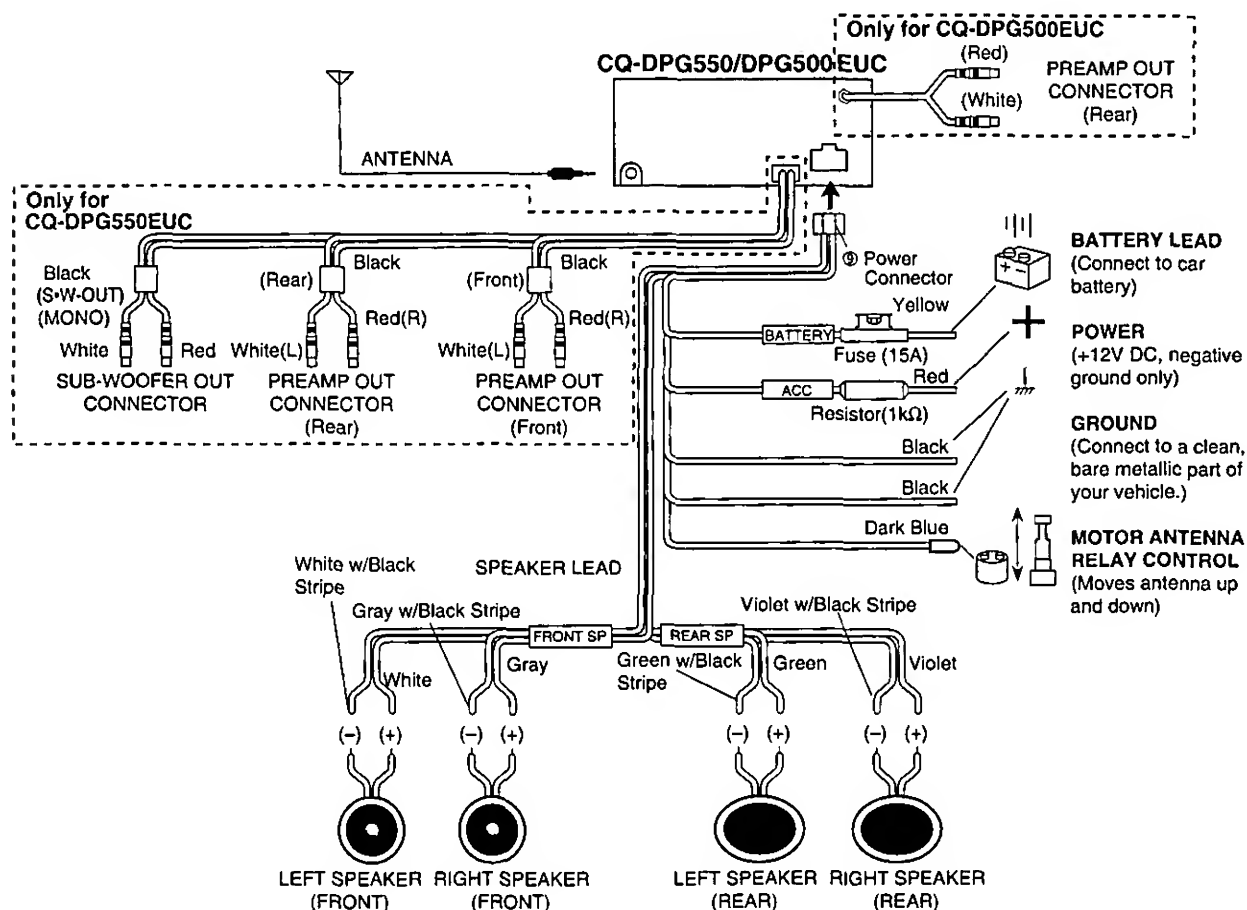 Only for CQ-DPG500EUC
(Red)
CQ-DPG550/DPG500EUC
PREAMP OUT
CONNECTOR
(Rear)
(White)
ANTENNA
Only for
CQ-DPG550EUC
Black
(S•W-OUT)
(MONO)
White
Red
SUB-WOOFER OUT
CONNECTOR
(Rear)
Black
White(L)
Red(R)
PREAMP OUT
CONNECTOR
(Rear)
(Front)
Black
White(L)
Red(R)
PREAMP OUT
CONNECTOR
(Front)
⑨ Power
Connector
Yellow
BATTERY
Fuse (15A)
Red
ACC
Resistor(1kΩ)
Black
Black
Dark Blue
+ −
BATTERY LEAD
(Connect to car
battery)
+
POWER
(+12V DC, negative
ground only)
GROUND
(Connect to a clean,
bare metallic part of
your vehicle.)
MOTOR ANTENNA
RELAY CONTROL
(Moves antenna up
and down)
SPEAKER LEAD
White w/Black
Stripe
Gray w/Black Stripe
FRONT SP
REAR SP
Violet w/Black Stripe
White
Gray
Green w/Black
Stripe
Green
Violet
(−) (+)
(−) (+)
(−) (+)
(−) (+)
LEFT SPEAKER
(FRONT)
RIGHT SPEAKER
(FRONT)
LEFT SPEAKER
(REAR)
RIGHT SPEAKER
(REAR)